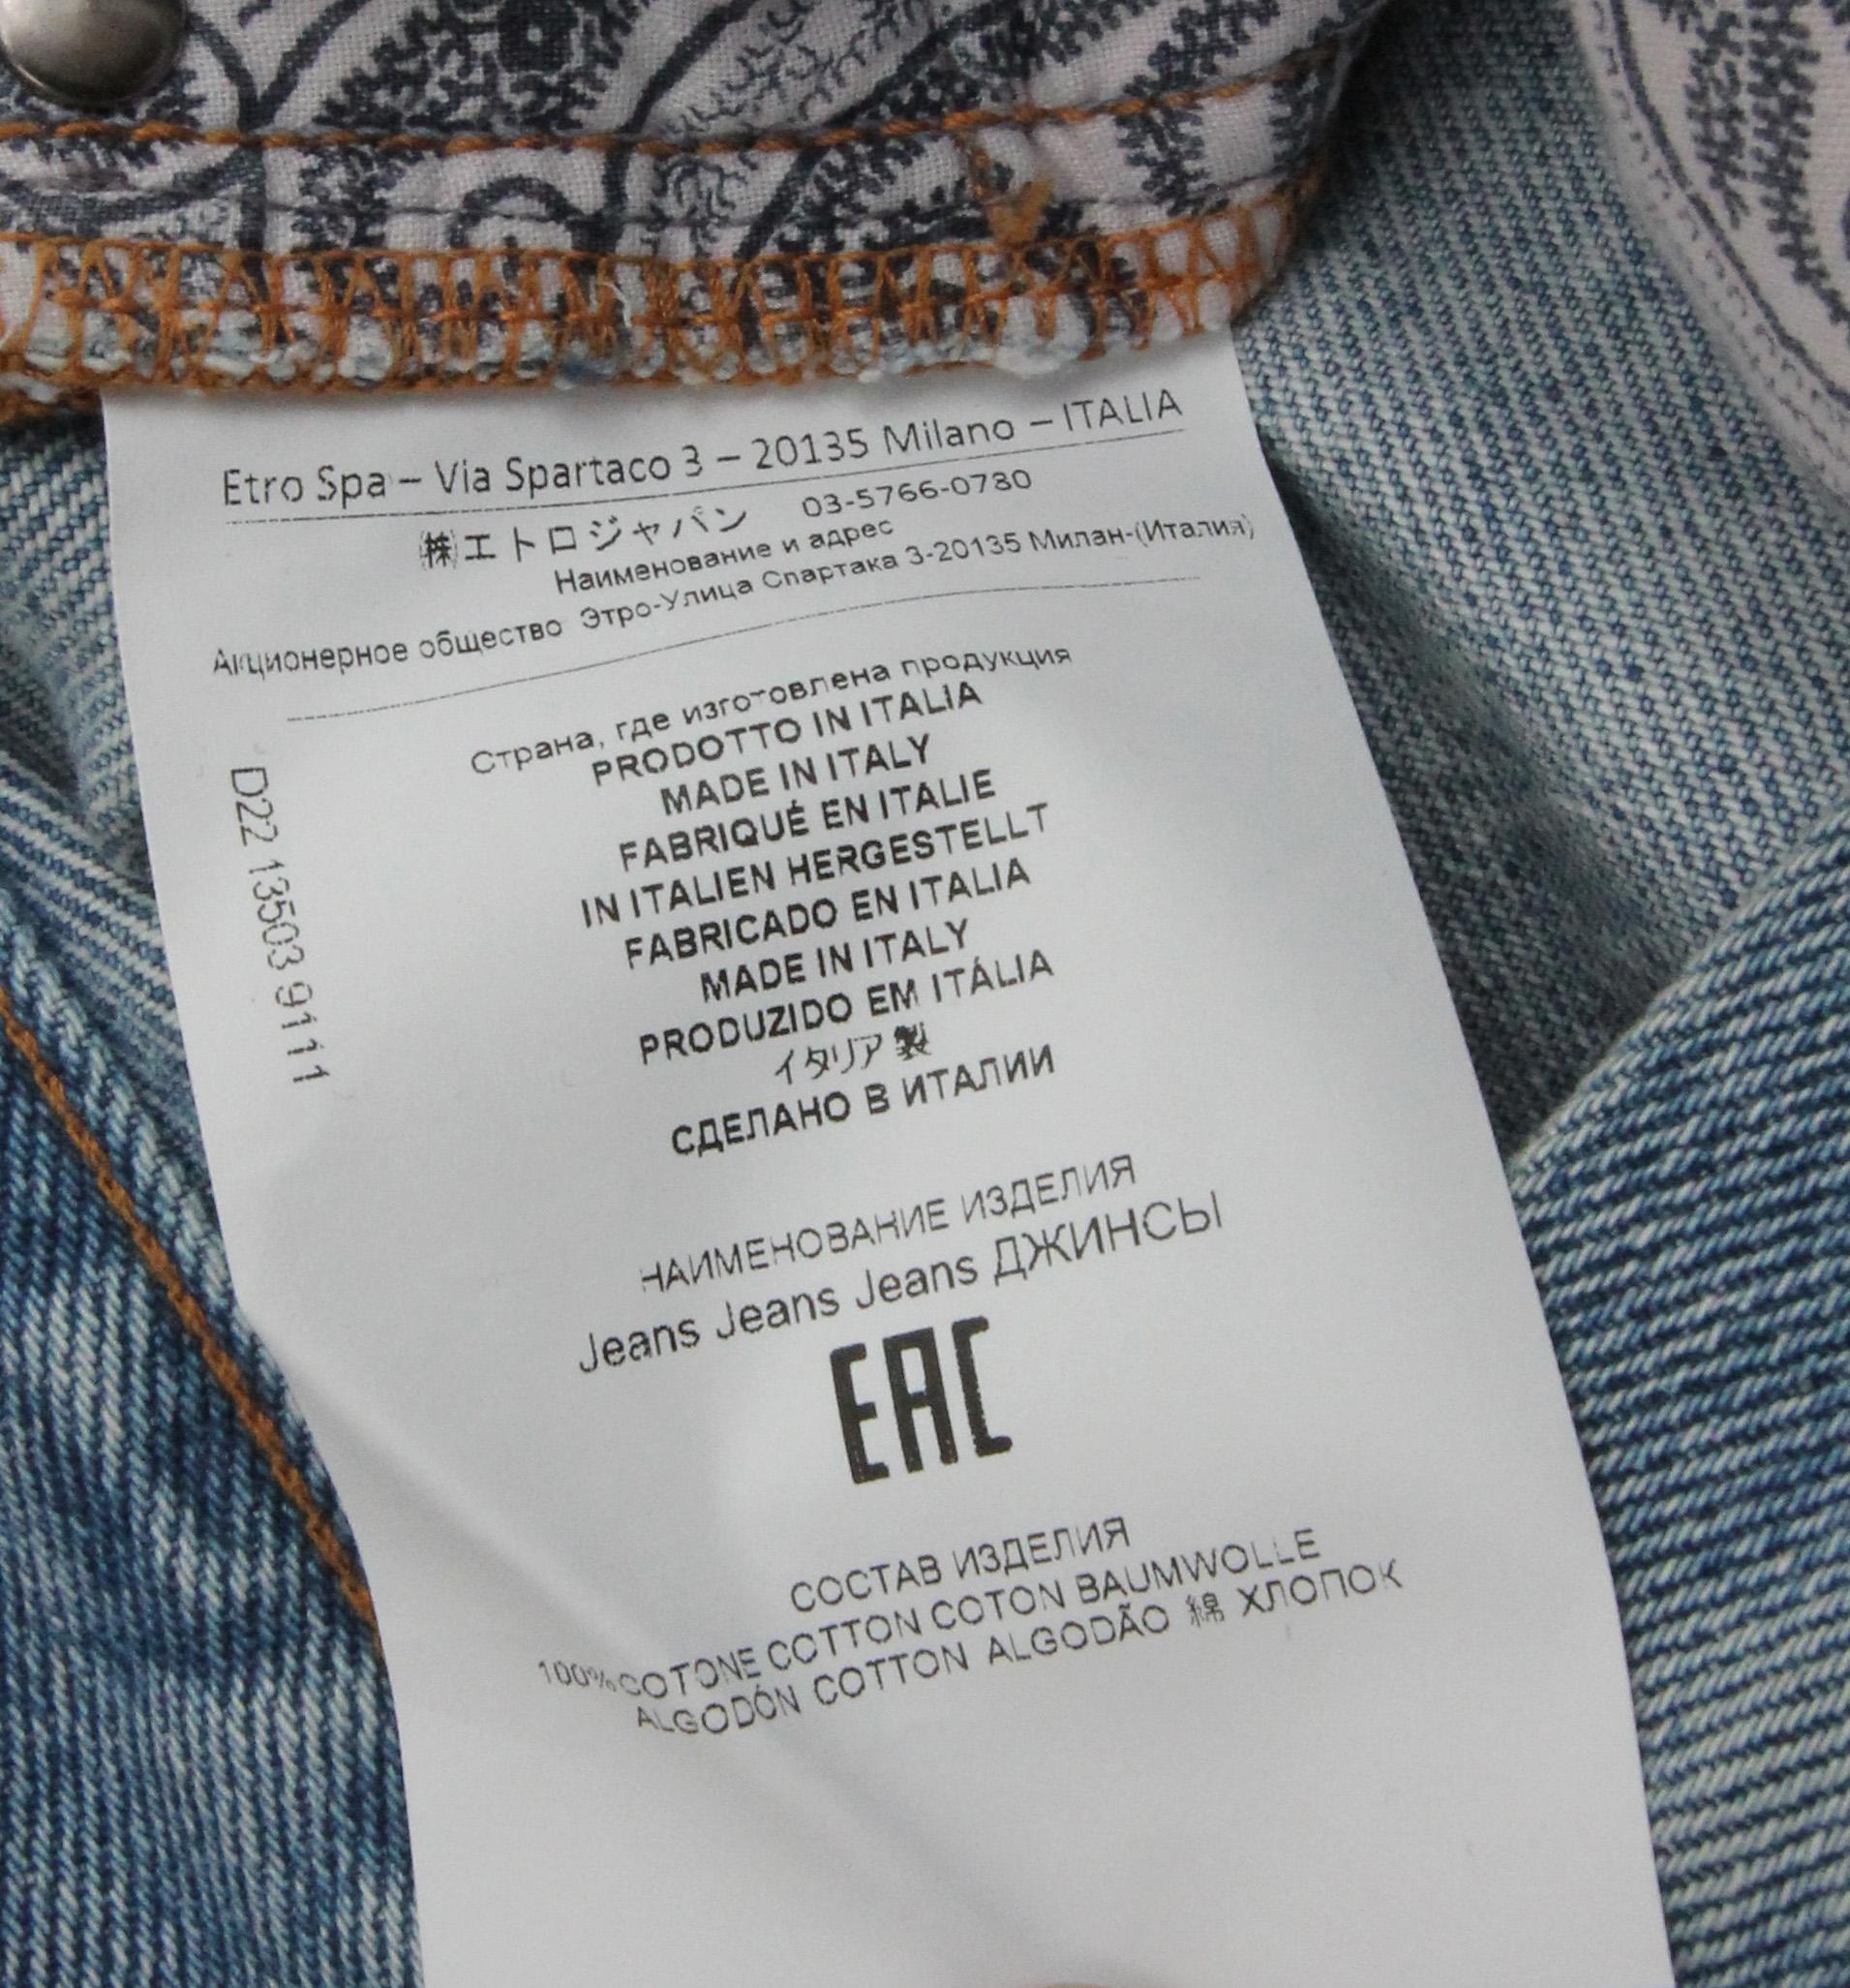 Etro Spa – Via Spartaco 3 – 20135 Milano – ITALIA
㈱エトロジャパン 03-5766-0780
Наименование и адрес
Акционерное общество Этро-Улица Спартака 3-20135 Милан-(Италия)
Страна, где изготовлена продукция
PRODOTTO IN ITALIA
MADE IN ITALY
FABRIQUÉ EN ITALIE
IN ITALIEN HERGESTELLT
FABRICADO EN ITALIA
MADE IN ITALY
PRODUZIDO EM ITÁLIA
イタリア製
СДЕЛАНО В ИТАЛИИ
D22 13503 9111
НАИМЕНОВАНИЕ ИЗДЕЛИЯ
Jeans Jeans Jeans ДЖИНСЫ
EAC
СОСТАВ ИЗДЕЛИЯ
100%COTONE COTTON COTON BAUMWOLLE
ALGODÓN COTTON ALGODÃO 綿 ХЛОПОК